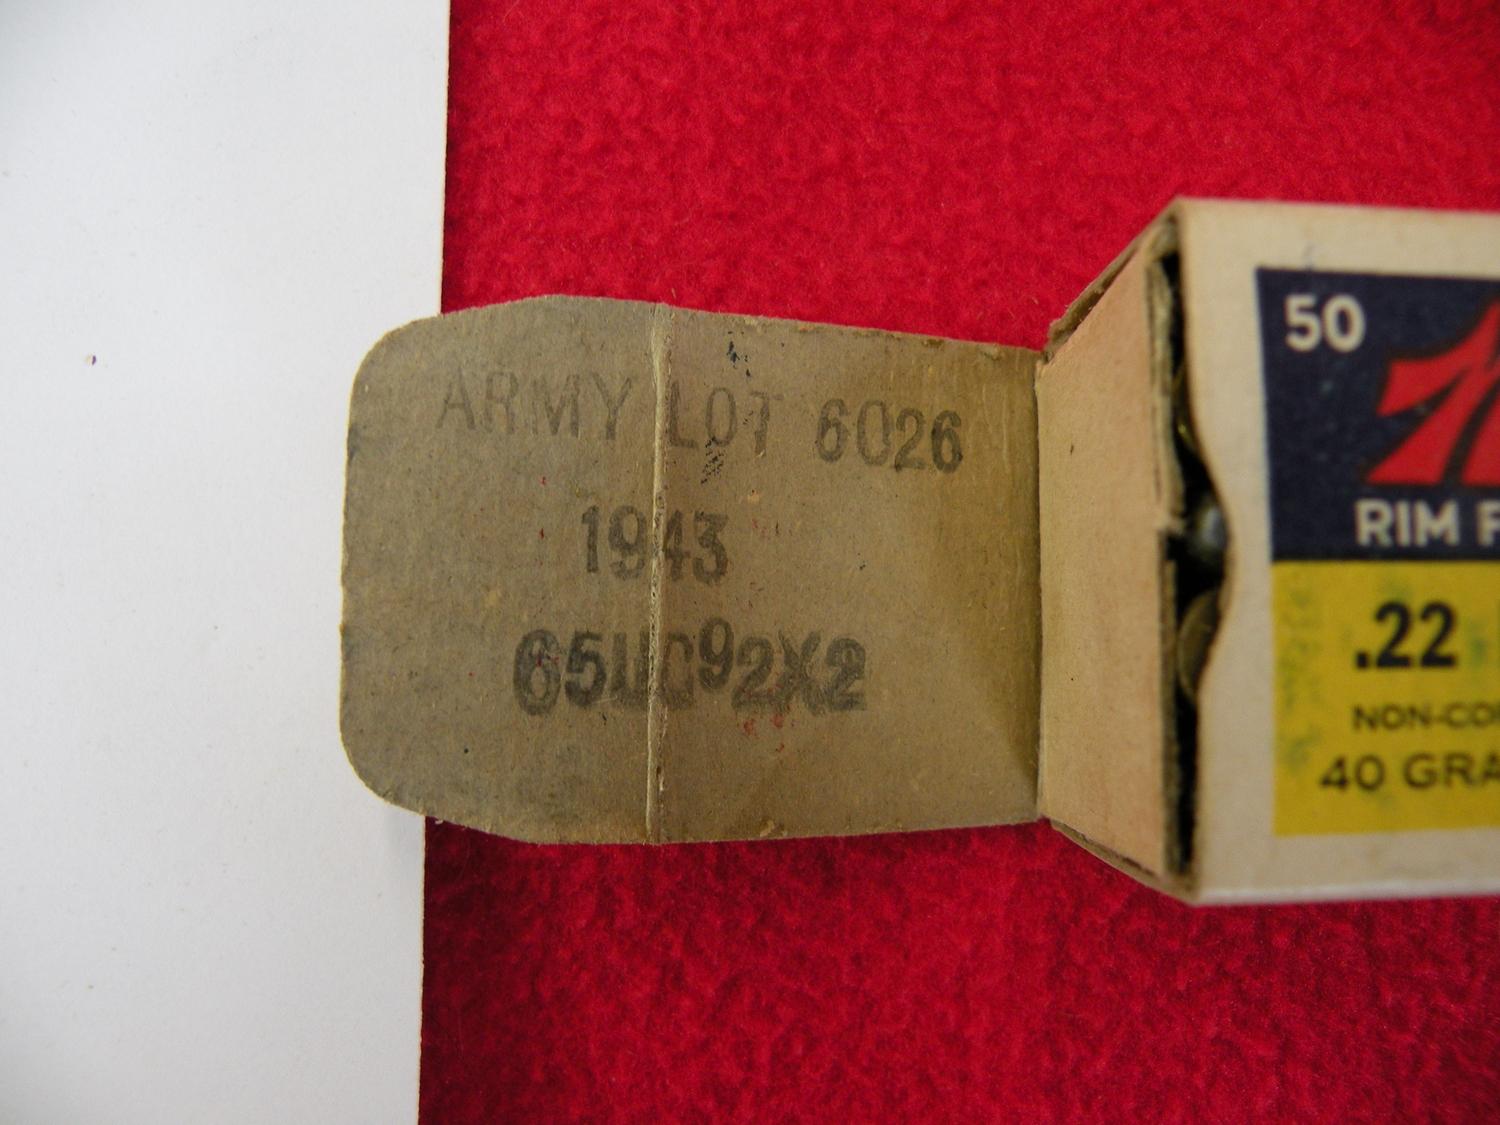 ARMY LOT 6026
1943
65UC92X2
50
RIM F
.22
NON-CO
40 GRA